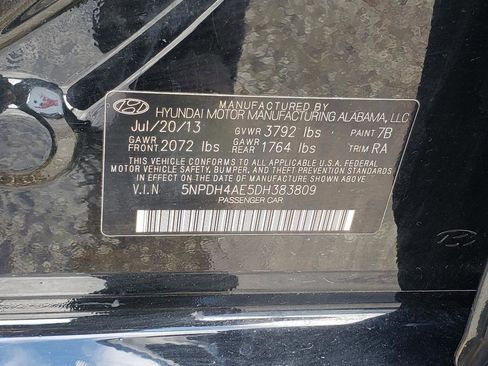 MANUFACTURED BY
HYUNDAI MOTOR MANUFACTURING ALABAMA, LLC
Jul/20/13 GVWR 3792 lbs PAINT 7B
GAWR FRONT 2072 lbs GAWR REAR 1764 lbs TRIM RA
THIS VEHICLE CONFORMS TO ALL APPLICABLE U.S.A. FEDERAL
MOTOR VEHICLE SAFETY, BUMPER, AND THEFT PREVENTION
STANDARDS IN EFFECT ON THE DATE OF MANUFACTURE SHOWN ABOVE.
V.I.N 5NPDH4AE5DH383809
PASSENGER CAR